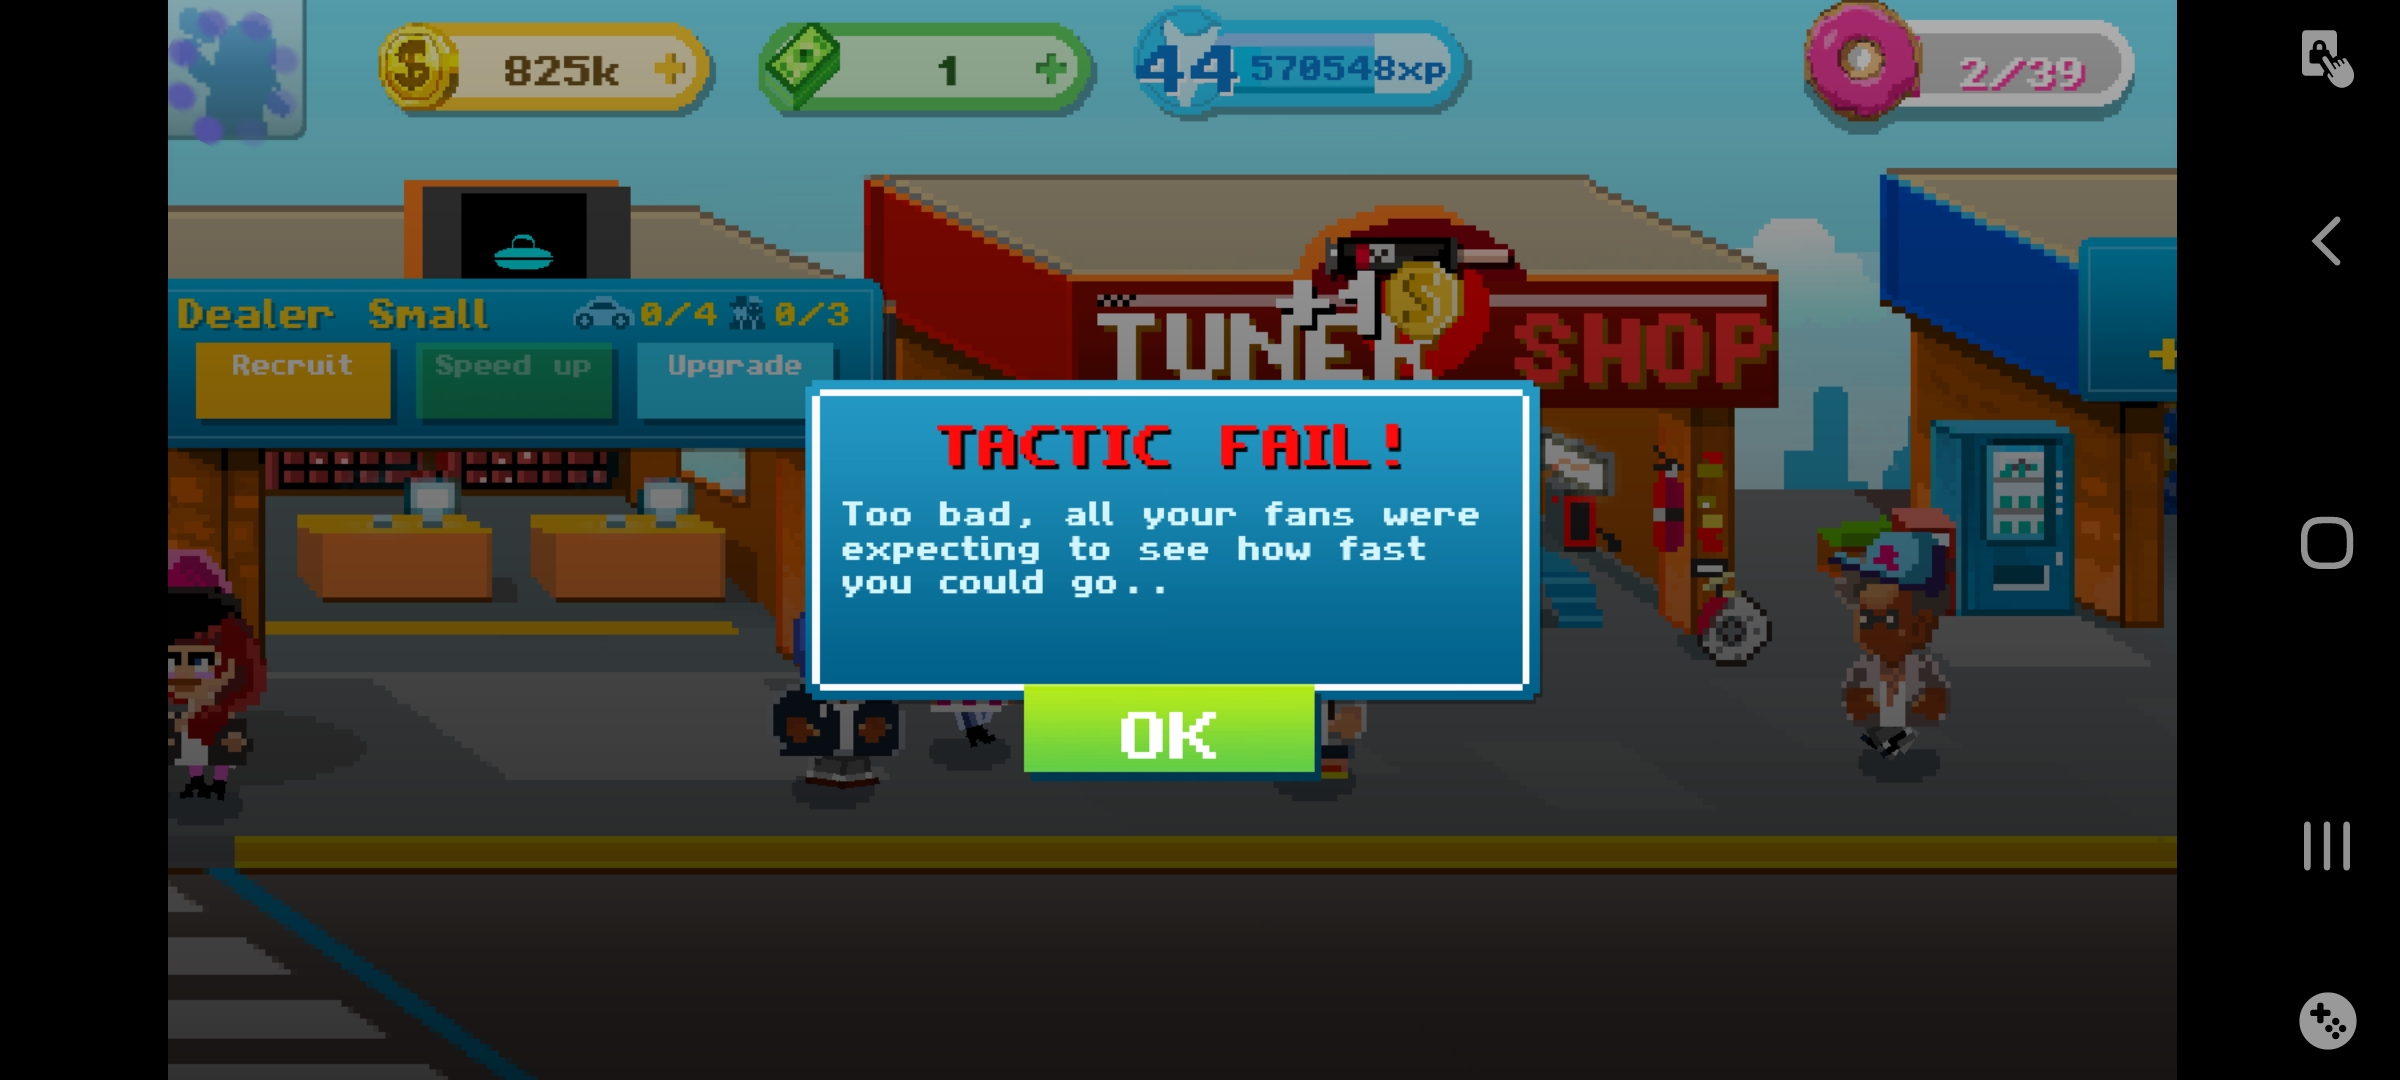 825k +
1 +
44 570548xp
2/39
Dealer Small 0/4 0/3
Recruit Speed up Upgrade
+1
TUNER SHOP
TACTIC FAIL!
Too bad, all your fans were
expecting to see how fast
you could go..
OK